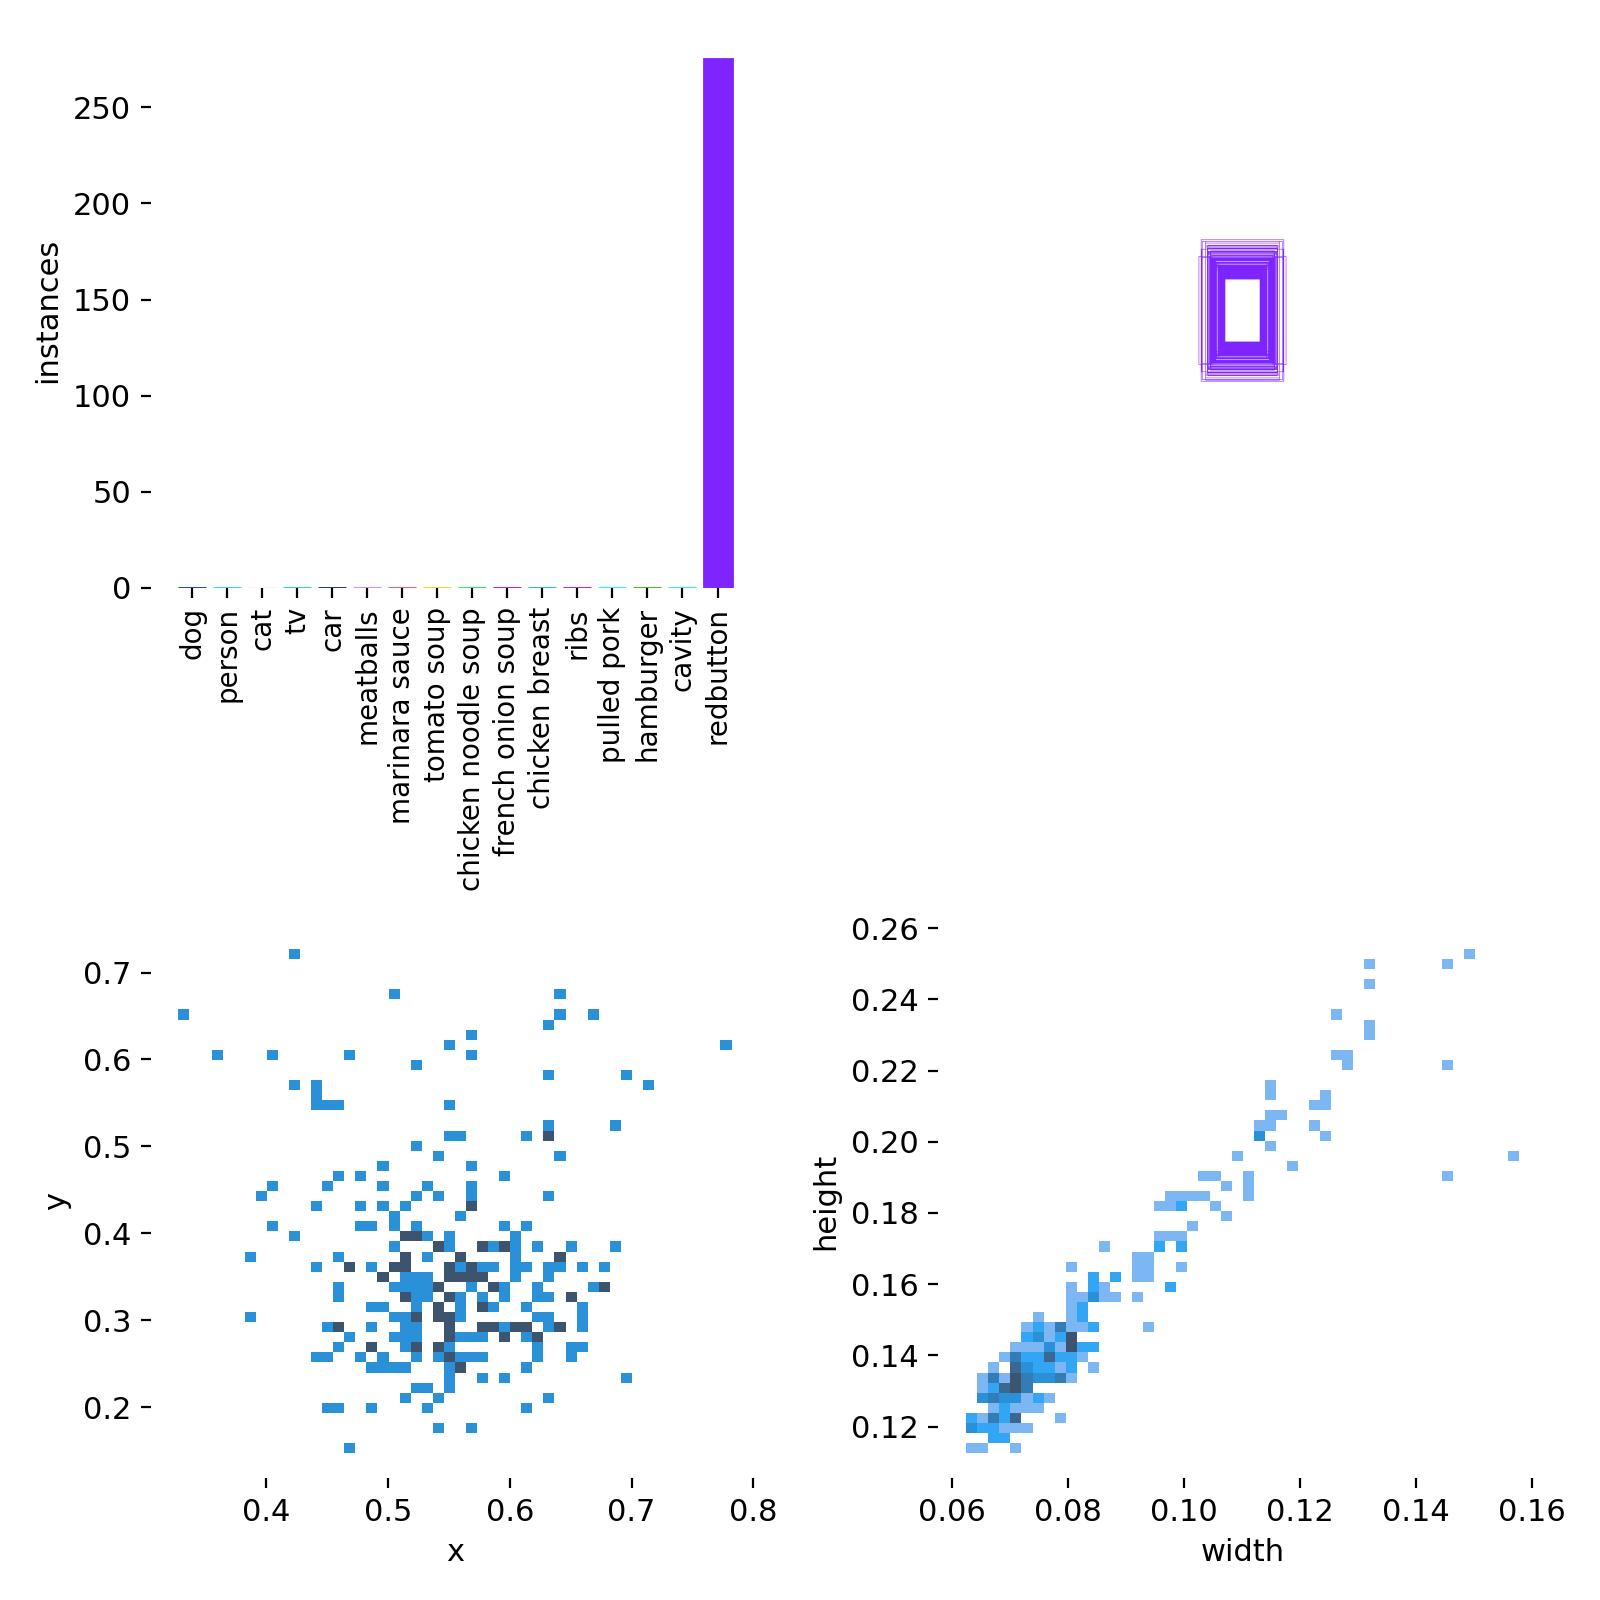 250
200
150
100
50
0
instances
dog
person
cat
tv
car
meatballs
marinara sauce
tomato soup
chicken noodle soup
french onion soup
chicken breast
ribs
pulled pork
hamburger
cavity
redbutton
0.7
0.6
0.5
0.4
0.3
0.2
y
0.4 0.5 0.6 0.7 0.8
x
0.26
0.24
0.22
0.20
0.18
0.16
0.14
0.12
height
0.06 0.08 0.10 0.12 0.14 0.16
width